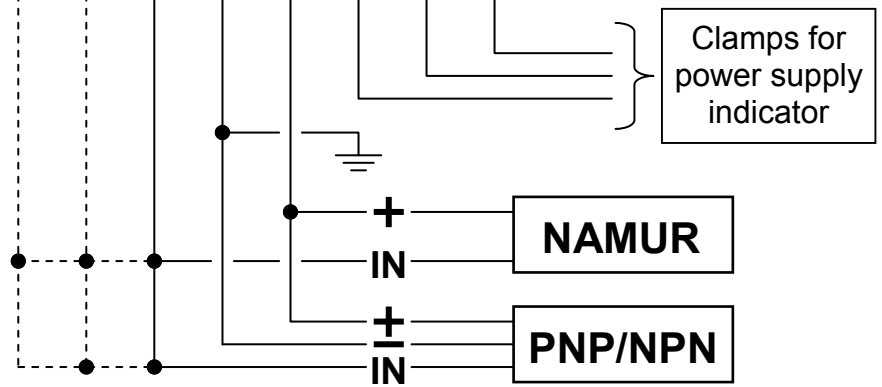 Clamps for
power supply
indicator
+
NAMUR
IN
+
−
PNP/NPN
IN